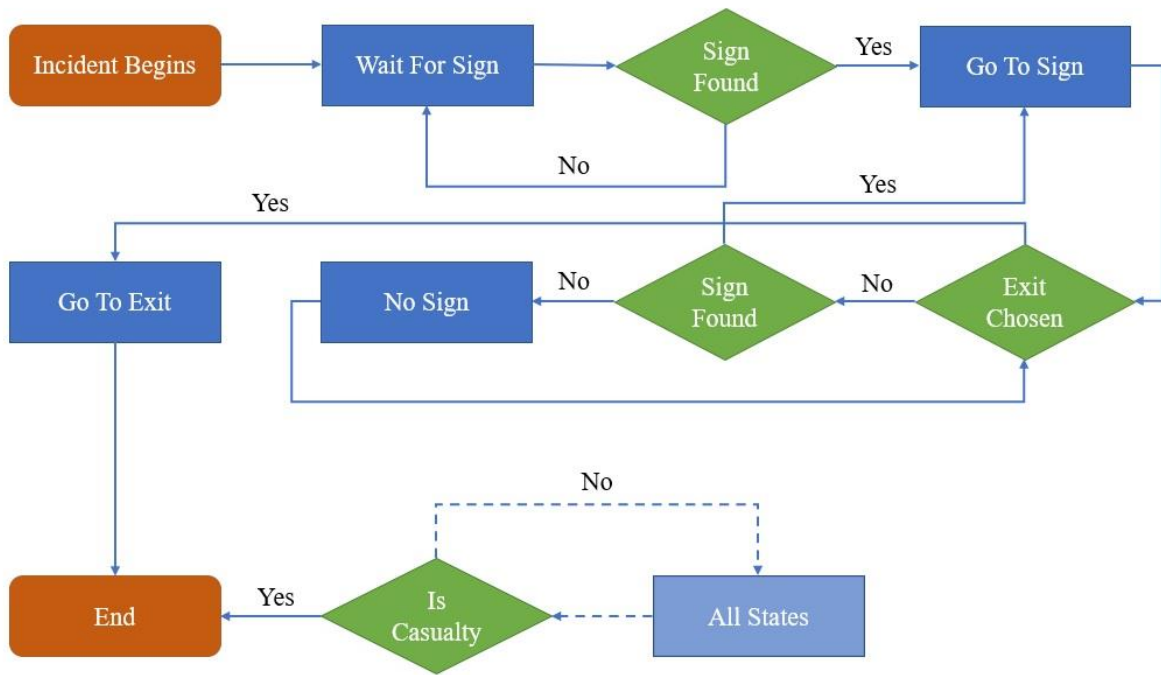 Incident Begins
Wait For Sign
Sign
Found
Yes
Go To Sign
No
Yes
Yes
Go To Exit
No Sign
No
Sign
Found
No
Exit
Chosen
No
End
Yes
Is
Casualty
All States